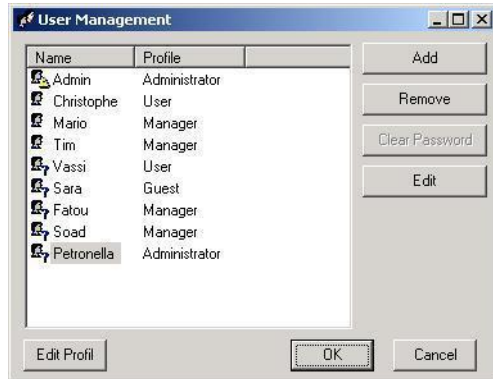 User Management
Name Profile
Admin Administrator
Christophe User
Mario Manager
Tim Manager
Vassi User
Sara Guest
Fatou Manager
Soad Manager
Petronella Administrator
Add
Remove
Clear Password
Edit
Edit Profil
OK
Cancel